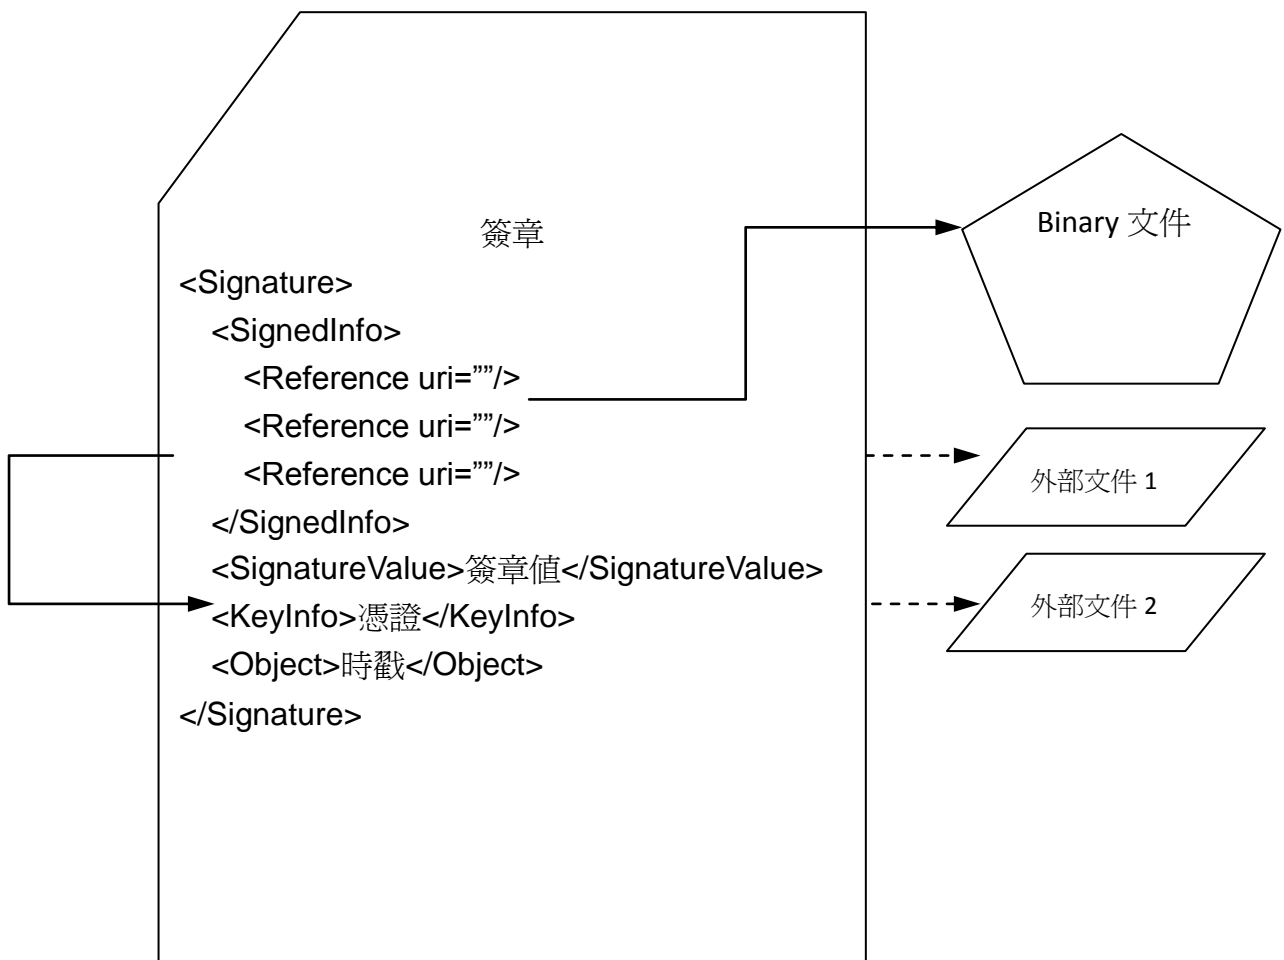 簽章
<Signature>
<SignedInfo>
<Reference uri=””/>
<Reference uri=””/>
<Reference uri=””/>
</SignedInfo>
<SignatureValue>簽章值</SignatureValue>
<KeyInfo>憑證</KeyInfo>
<Object>時戳</Object>
</Signature>
Binary 文件
外部文件 1
外部文件 2